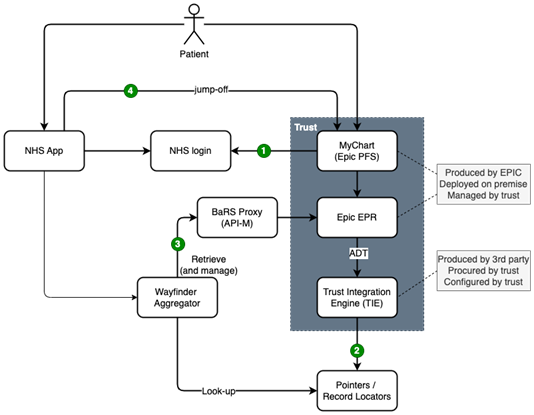 Patient
4
jump-off
Trust
NHS App
NHS login
1
MyChart
(Epic PFS)
Produced by EPIC
Deployed on premise
Managed by trust
BaRS Proxy
(API-M)
Epic EPR
3
ADT
Retrieve
(and manage)
Produced by 3rd party
Procured by trust
Configured by trust
Wayfinder
Aggregator
Trust Integration
Engine (TIE)
2
Look-up
Pointers /
Record Locators